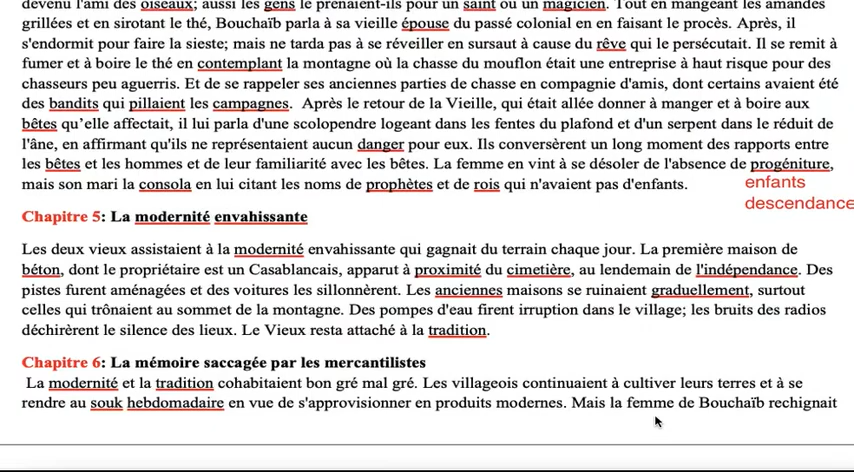 devenu l'ami des oiseaux; aussi les gens le prenaient-ils pour un saint ou un magicien. Tout en mangeant les amandes
grillées et en sirotant le thé, Bouchaïb parla à sa vieille épouse du passé colonial en en faisant le procès. Après, il
s'endormit pour faire la sieste; mais ne tarda pas à se réveiller en sursaut à cause du rêve qui le persécutait. Il se remit à
fumer et à boire le thé en contemplant la montagne où la chasse du mouflon était une entreprise à haut risque pour des
chasseurs peu aguerris. Et de se rappeler ses anciennes parties de chasse en compagnie d'amis, dont certains avaient été
des bandits qui pillaient les campagnes.  Après le retour de la Vieille, qui était allée donner à manger et à boire aux
bêtes qu'elle affectait, il lui parla d'une scolopendre logeant dans les fentes du plafond et d'un serpent dans le réduit de
l'âne, en affirmant qu'ils ne représentaient aucun danger pour eux. Ils conversèrent un long moment des rapports entre
les bêtes et les hommes et de leur familiarité avec les bêtes. La femme en vint à se désoler de l'absence de progéniture,
mais son mari la consola en lui citant les noms de prophètes et de rois qui n'avaient pas d'enfants.
enfants
descendance
Chapitre 5: La modernité envahissante
Les deux vieux assistaient à la modernité envahissante qui gagnait du terrain chaque jour. La première maison de
béton, dont le propriétaire est un Casablancais, apparut à proximité du cimetière, au lendemain de l'indépendance. Des
pistes furent aménagées et des voitures les sillonnèrent. Les anciennes maisons se ruinaient graduellement, surtout
celles qui trônaient au sommet de la montagne. Des pompes d'eau firent irruption dans le village; les bruits des radios
déchirèrent le silence des lieux. Le Vieux resta attaché à la tradition.
Chapitre 6: La mémoire saccagée par les mercantilistes
La modernité et la tradition cohabitaient bon gré mal gré. Les villageois continuaient à cultiver leurs terres et à se
rendre au souk hebdomadaire en vue de s'approvisionner en produits modernes. Mais la femme de Bouchaïb rechignait